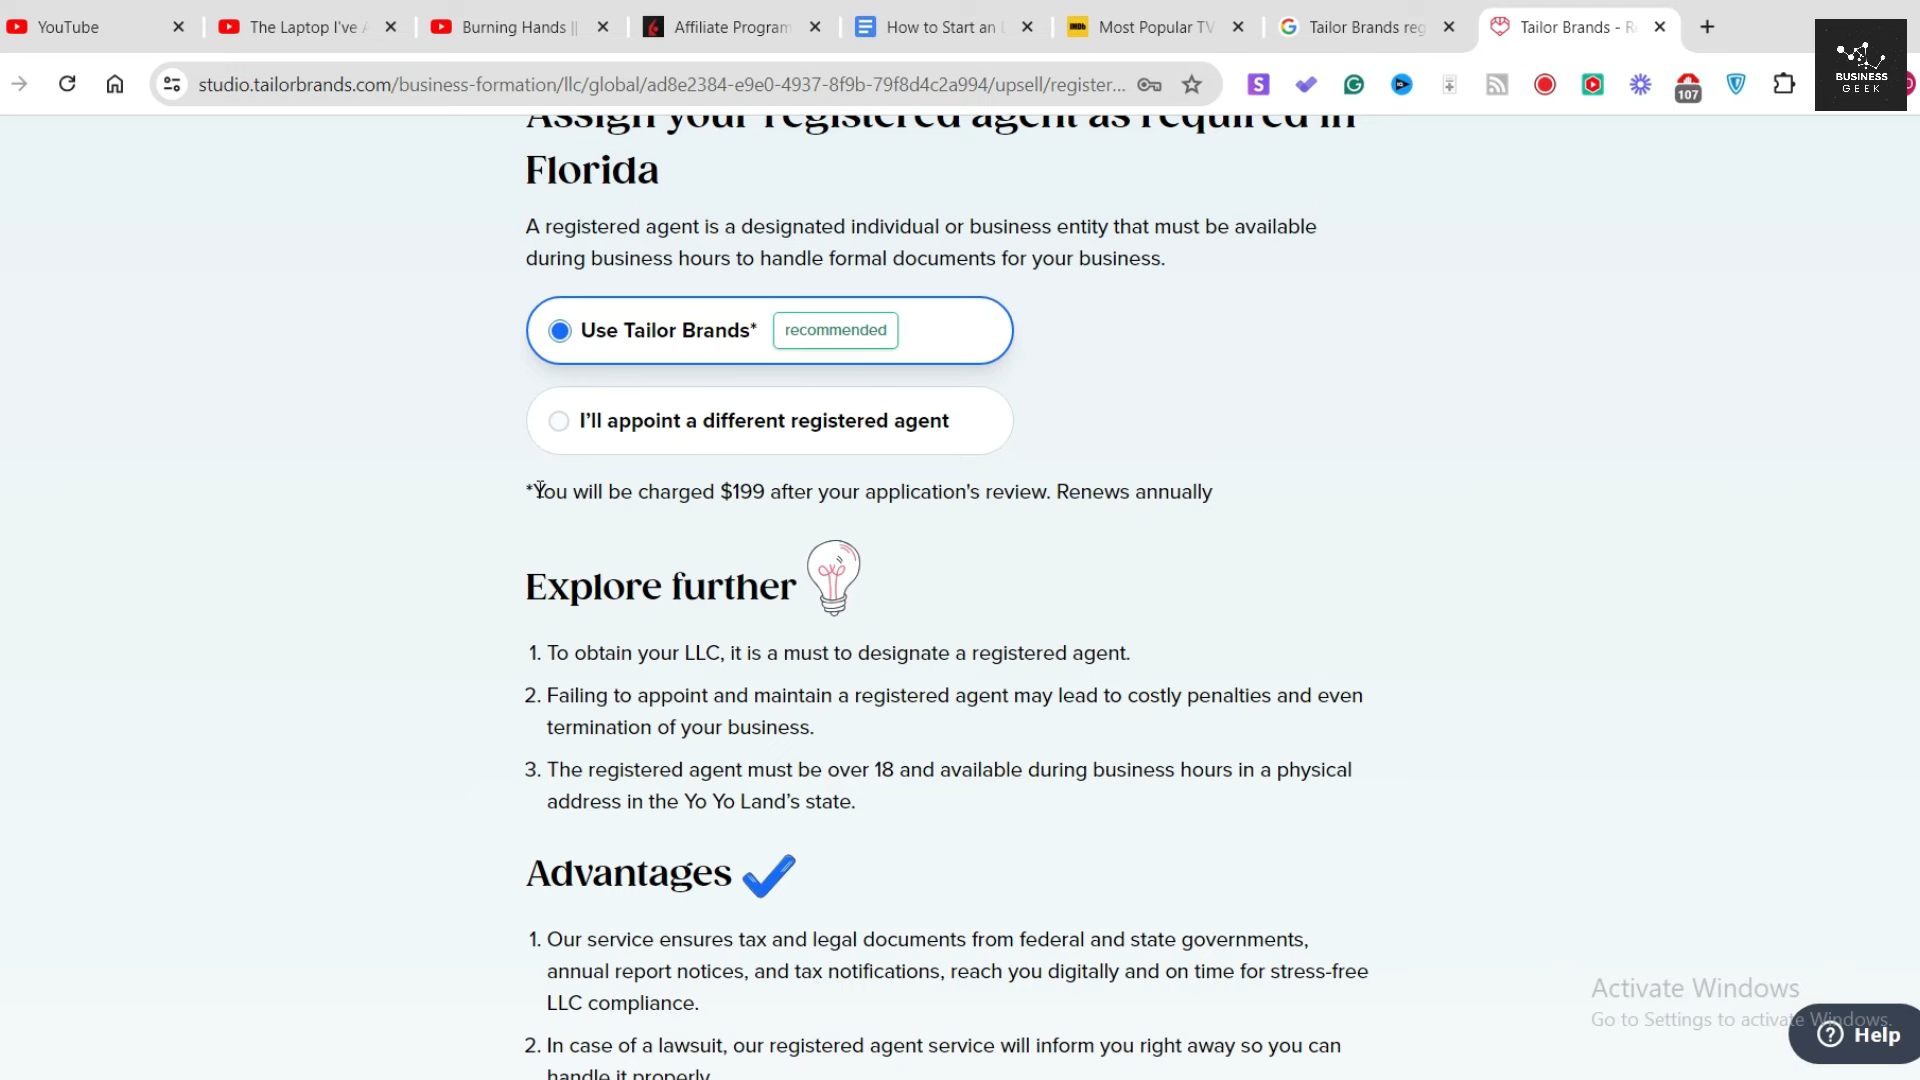 YouTube
The Laptop I've
Burning Hands ||
Affiliate Program
How to Start an
Most Popular TV
Tailor Brands reg
Tailor Brands - R
studio.tailorbrands.com/business-formation/llc/global/ad8e2384-e9e0-4937-8f9b-79f8d4c2a994/upsell/register...
S
G
107
BUSINESS
GEEK
Assign your registered agent as required in
Florida
A registered agent is a designated individual or business entity that must be available
during business hours to handle formal documents for your business.
Use Tailor Brands*
recommended
I'll appoint a different registered agent
*You will be charged $199 after your application's review. Renews annually
Explore further
1. To obtain your LLC, it is a must to designate a registered agent.
2. Failing to appoint and maintain a registered agent may lead to costly penalties and even
termination of your business.
3. The registered agent must be over 18 and available during business hours in a physical
address in the Yo Yo Land's state.
Advantages
1. Our service ensures tax and legal documents from federal and state governments,
annual report notices, and tax notifications, reach you digitally and on time for stress-free
LLC compliance.
2. In case of a lawsuit, our registered agent service will inform you right away so you can
handle it properly.
Activate Windows
Go to Settings to activate Windows.
Help